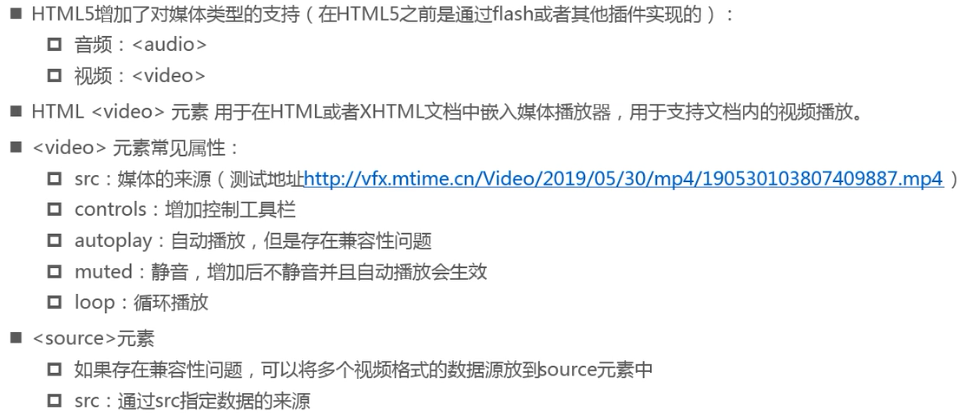 HTML5增加了对媒体类型的支持（在HTML5之前是通过flash或者其他插件实现的）：
音频：<audio>
视频：<video>
HTML <video> 元素 用于在HTML或者XHTML文档中嵌入媒体播放器，用于支持文档内的视频播放。
<video> 元素常见属性：
src：媒体的来源（测试地址http://vfx.mtime.cn/Video/2019/05/30/mp4/190530103807409887.mp4）
controls：增加控制工具栏
autoplay：自动播放，但是存在兼容性问题
muted：静音，增加后不静音并且自动播放会生效
loop：循环播放
<source>元素
如果存在兼容性问题，可以将多个视频格式的数据源放到source元素中
src：通过src指定数据的来源